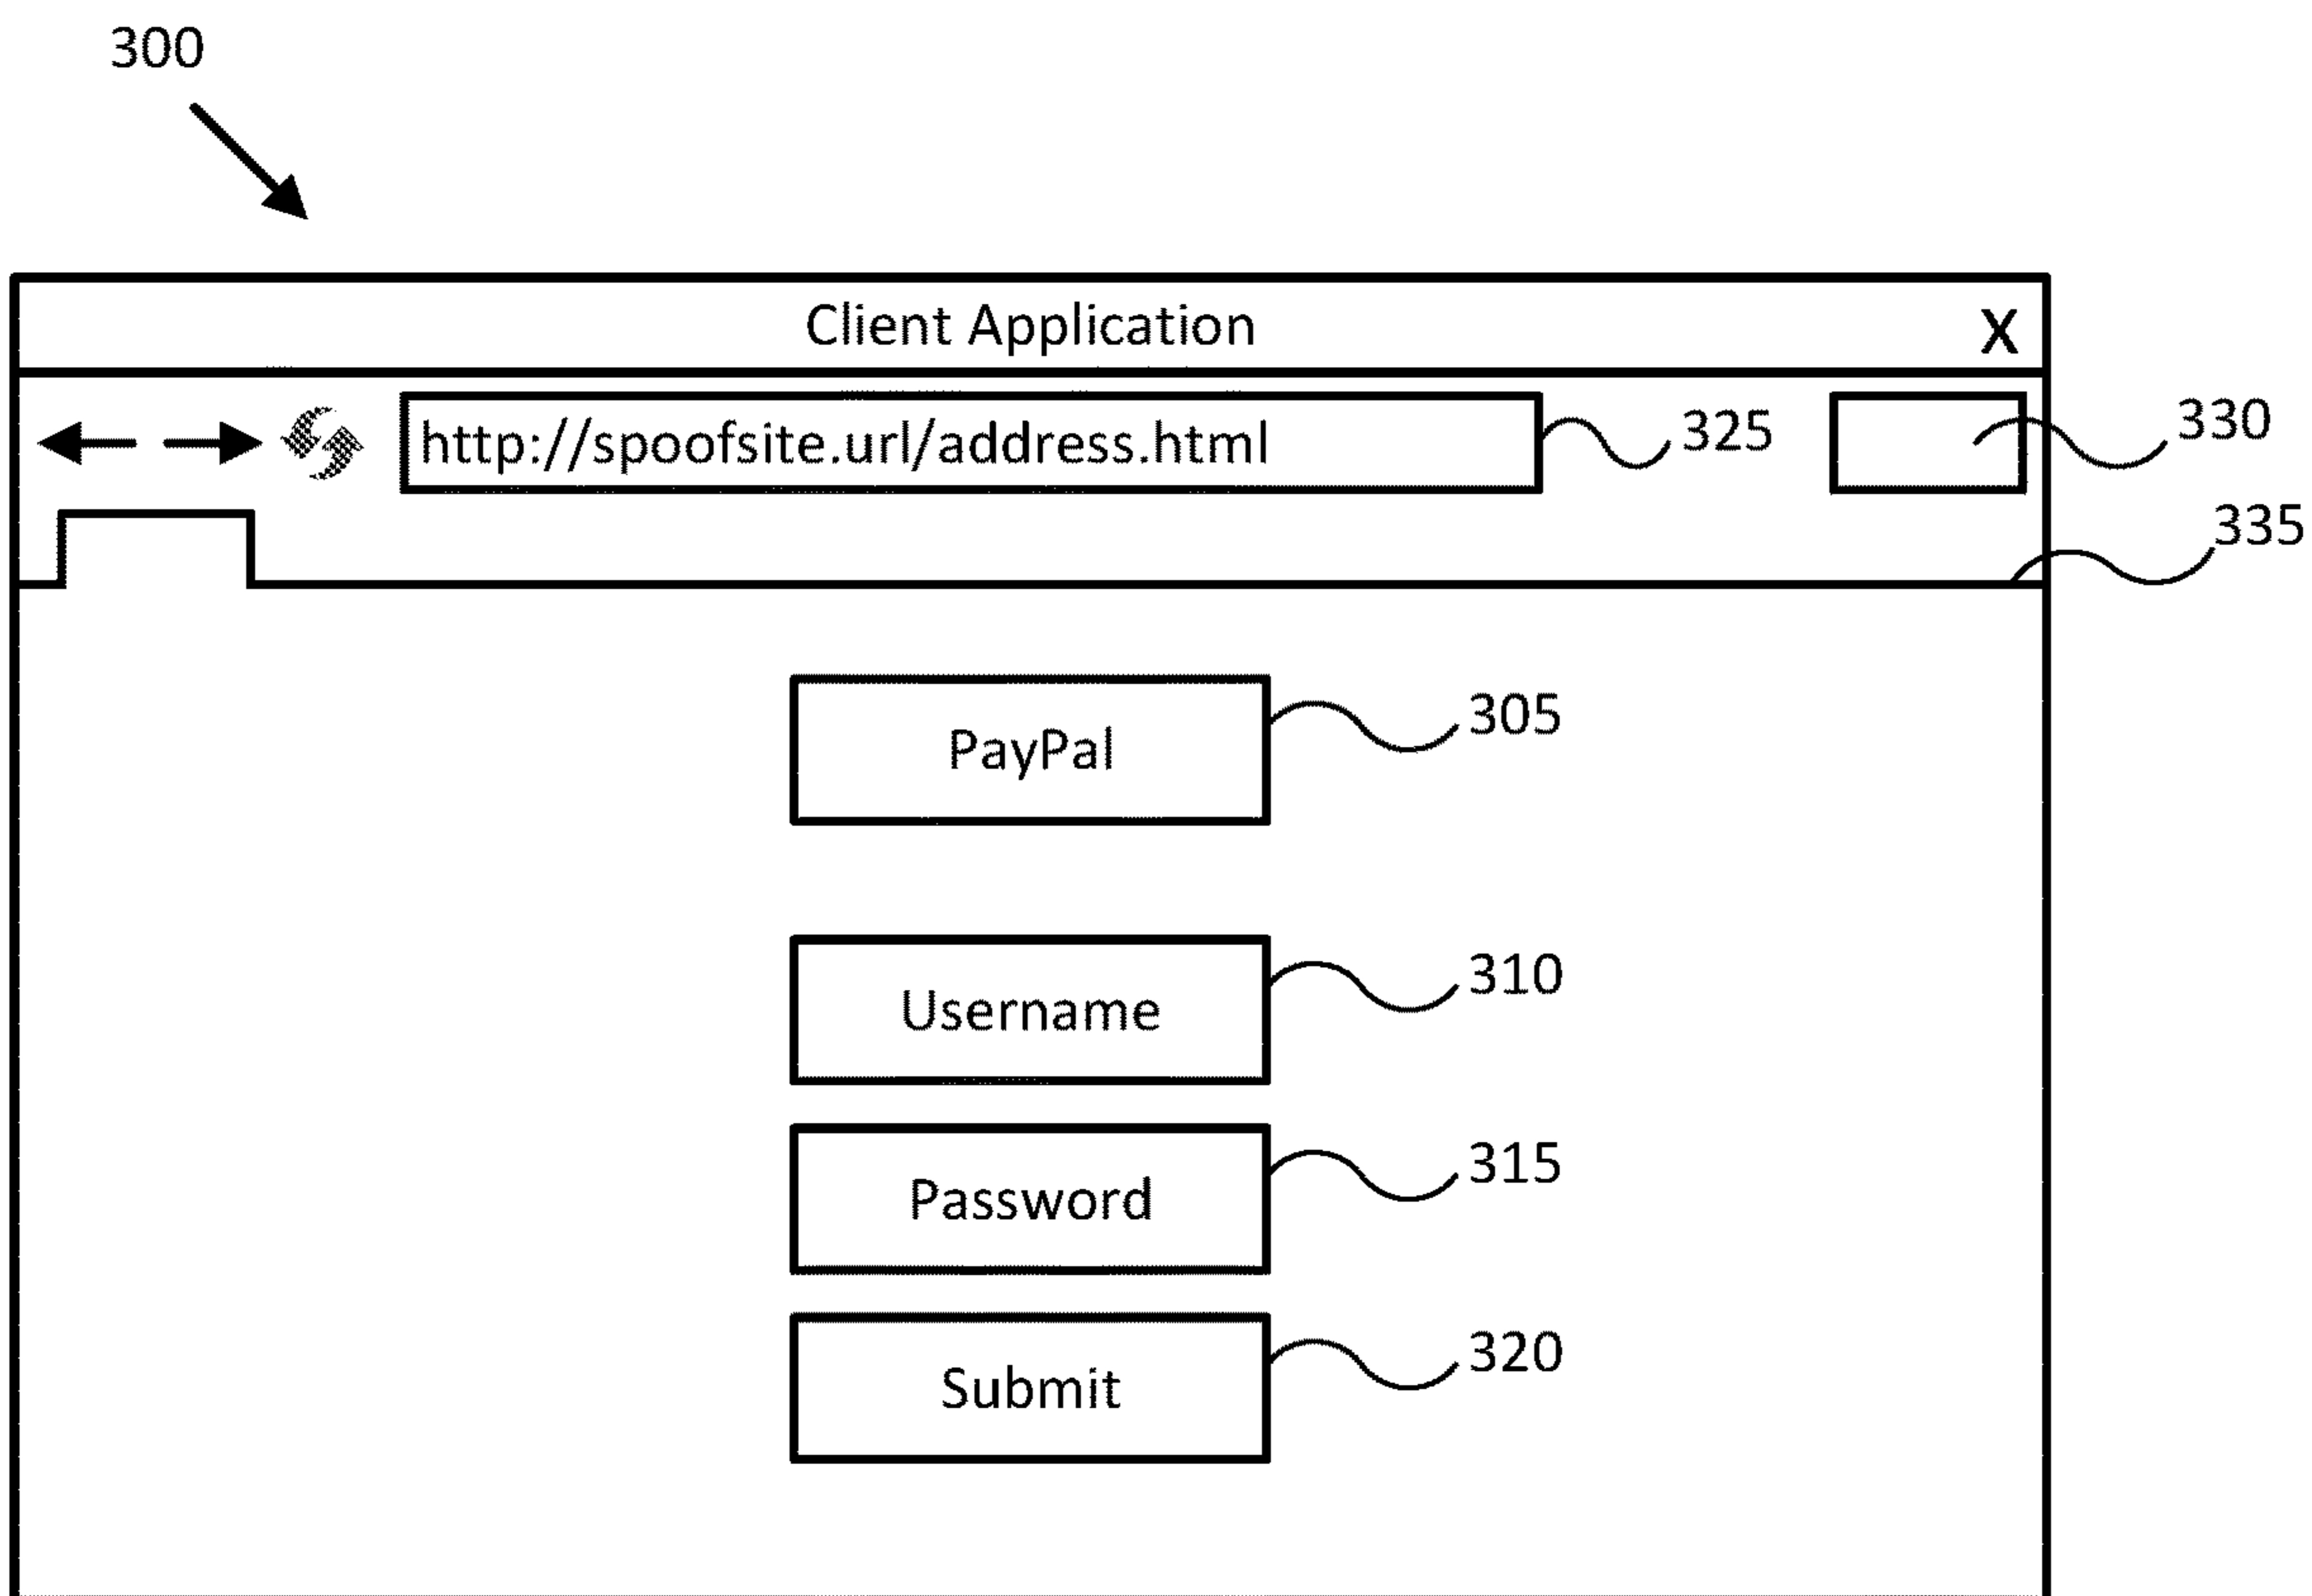 300
Client Application X
http://spoofsite.url/address.html 325 330
335
PayPal 305
Username 310
Password 315
Submit 320